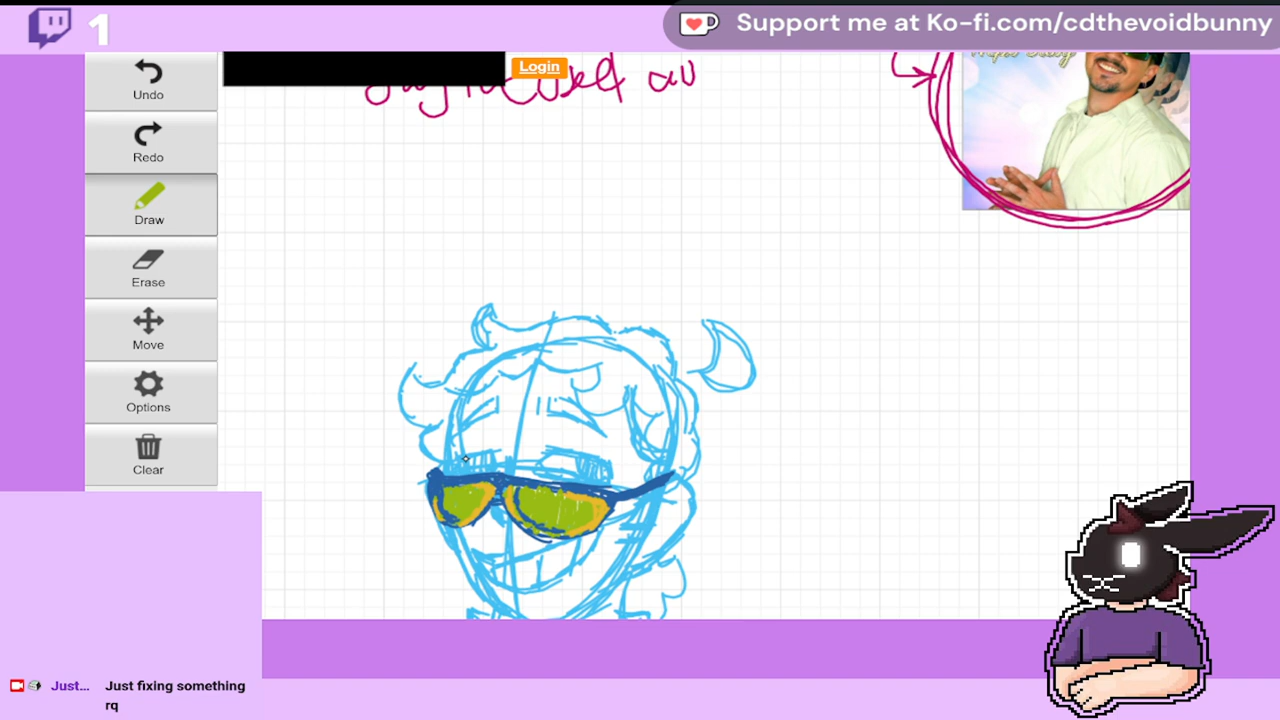 1
Support me at Ko-fi.com/cdthevoidbunny
Undo
Login
Redo
Draw
Erase
Move
Options
Clear
Just... Just fixing something
rq